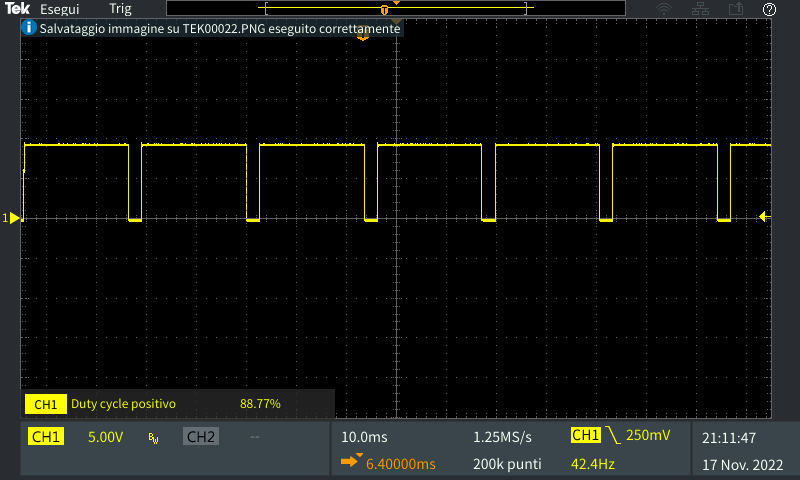 Tek Esegui Trig
Salvataggio immagine su TEK00022.PNG eseguito correttamente
1
CH1 Duty cycle positivo 88.77%
CH1 5.00V BW CH2 --
10.0ms 1.25MS/s
6.40000ms 200k punti
CH1 250mV
42.4Hz
21:11:47
17 Nov. 2022